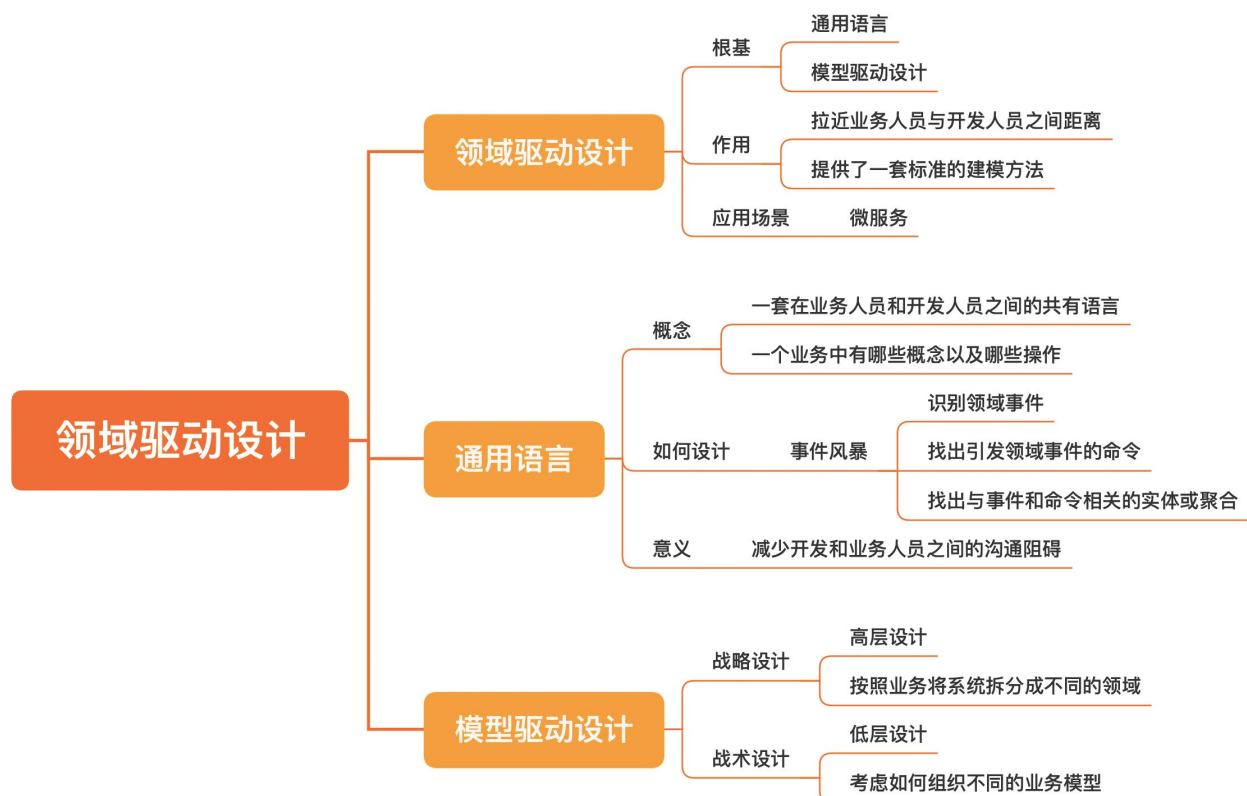 领域驱动设计
领域驱动设计
根基
通用语言
模型驱动设计
作用
拉近业务人员与开发人员之间距离
提供了一套标准的建模方法
应用场景
微服务
通用语言
概念
一套在业务人员和开发人员之间的共有语言
一个业务中有哪些概念以及哪些操作
如何设计
事件风暴
识别领域事件
找出引发领域事件的命令
找出与事件和命令相关的实体或聚合
意义
减少开发和业务人员之间的沟通阻碍
模型驱动设计
战略设计
高层设计
按照业务将系统拆分成不同的领域
战术设计
低层设计
考虑如何组织不同的业务模型